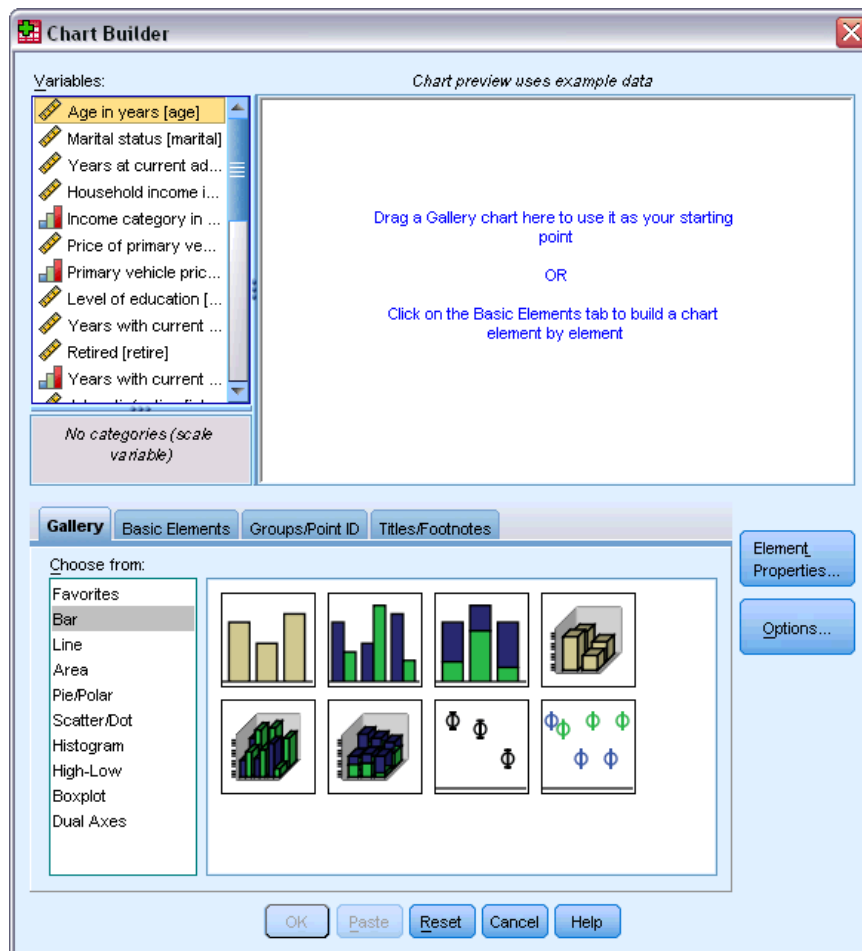 Chart Builder
Variables:
Chart preview uses example data
Age in years [age]
Marital status [marital]
Years at current ad...
Household income i...
Income category in ...
Price of primary ve...
Primary vehicle pric...
Level of education [...
Years with current ...
Retired [retire]
Years with current ...
No categories (scale
variable)
Drag a Gallery chart here to use it as your starting
point
OR
Click on the Basic Elements tab to build a chart
element by element
Gallery
Basic Elements
Groups/Point ID
Titles/Footnotes
Choose from:
Favorites
Bar
Line
Area
Pie/Polar
Scatter/Dot
Histogram
High-Low
Boxplot
Dual Axes
Element
Properties...
Options...
OK
Paste
Reset
Cancel
Help